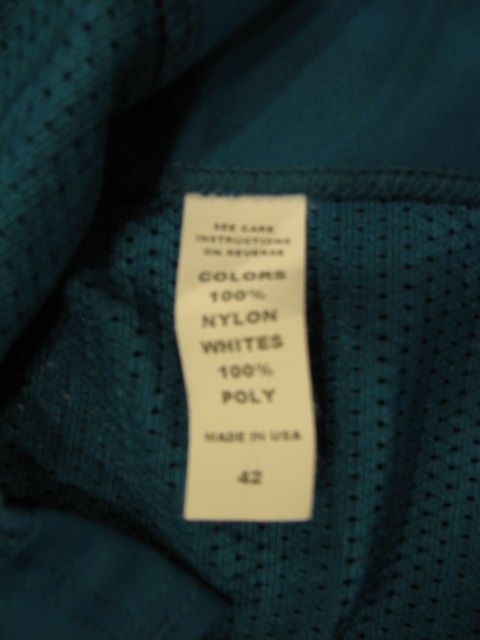 SEE CARE
INSTRUCTIONS
ON REVERSE
COLORS
100%
NYLON
WHITES
100%
POLY
MADE IN USA
42